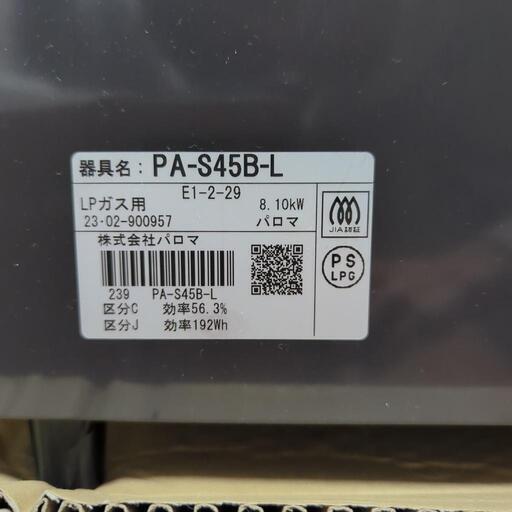 器具名: PA-S45B-L
E1-2-29
LPガス用 8.10kW
23・02-900957 パロマ
株式会社パロマ
239 PA-S45B-L
区分C 効率56.3%
区分J 効率192Wh
JIA認証
PS
LPG